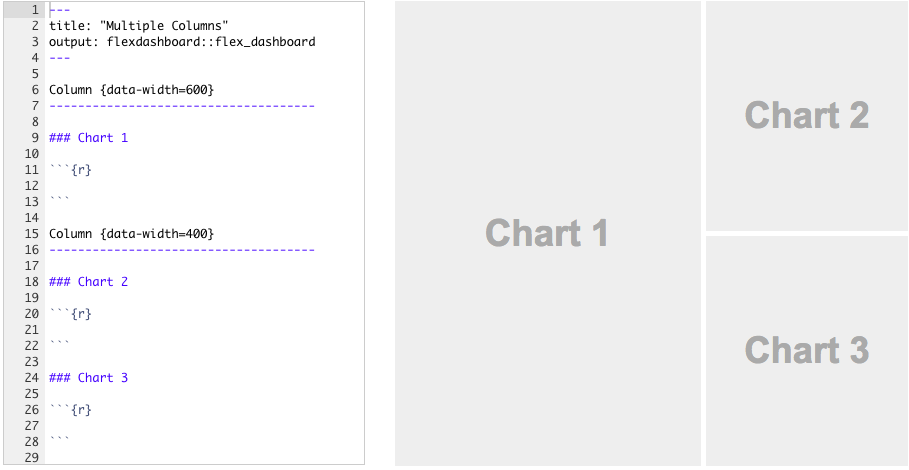 1 ---
2 title: "Multiple Columns"
3 output: flexdashboard::flex_dashboard
4 ---
5
6 Column {data-width=600}
7 -------------------------------------
8
9 ### Chart 1
10
11 ```{r}
12
13 ```
14
15 Column {data-width=400}
16 -------------------------------------
17
18 ### Chart 2
19
20 ```{r}
21
22 ```
23
24 ### Chart 3
25
26 ```{r}
27
28 ```
29
Chart 1
Chart 2
Chart 3